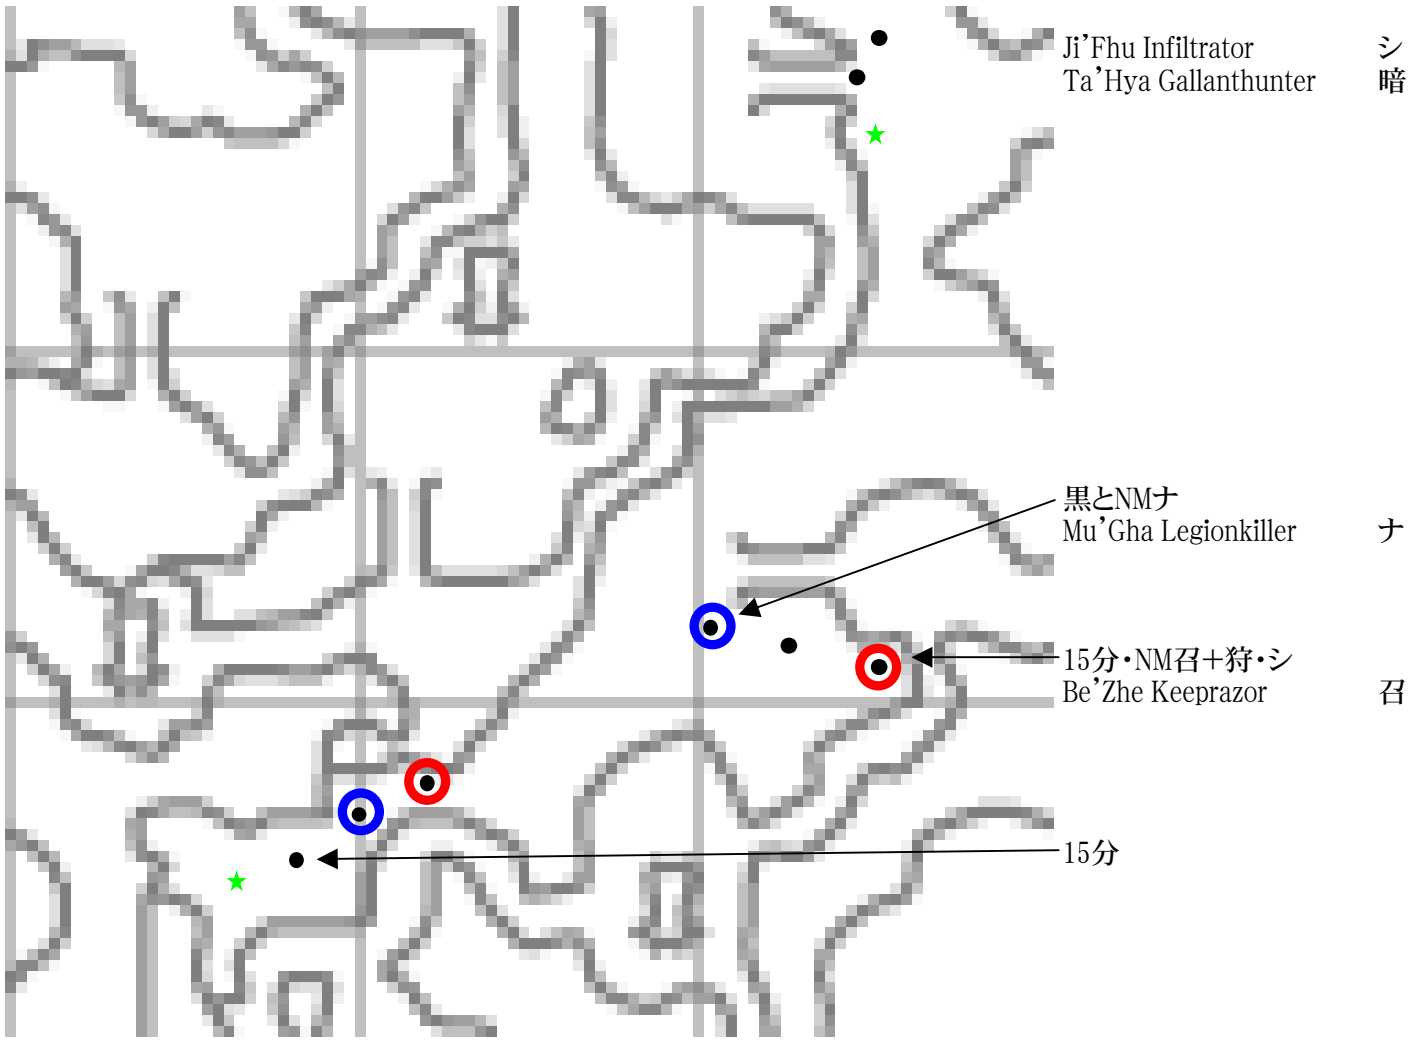 Ji’Fhu Infiltrator シ
Ta’Hya Gallanthunter 暗
黒とNMナ
Mu’Gha Legionkiller ナ
15分・NM召＋狩・シ
Be’Zhe Keeprazor 召
15分